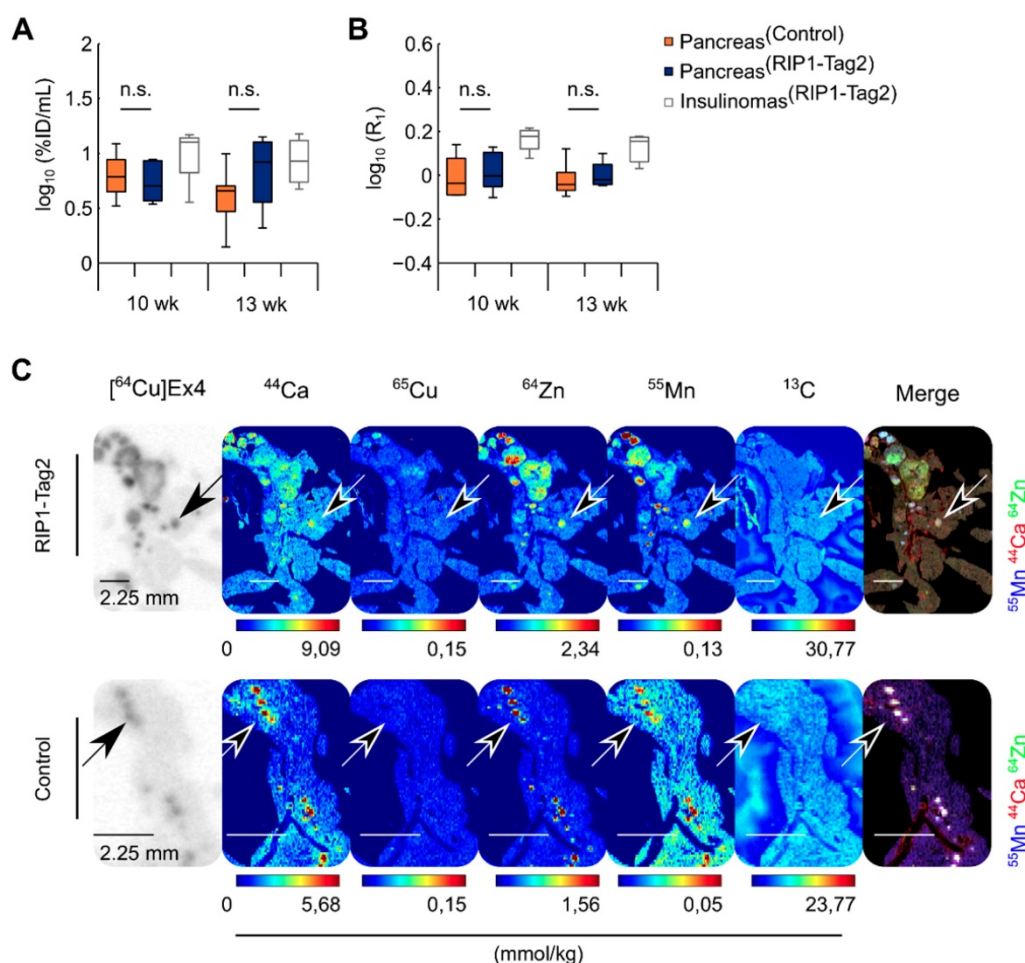 A
log₁₀ (%ID/mL)
2
1.5
1
0.5
0
n.s.
n.s.
10 wk
13 wk
B
log₁₀ (R₁)
0.6
0.4
0.2
0
−0.2
−0.4
n.s.
n.s.
10 wk
13 wk
Pancreas(Control)
Pancreas(RIP1-Tag2)
Insulinomas(RIP1-Tag2)
C
[⁶⁴Cu]Ex4 ⁴⁴Ca ⁶⁵Cu ⁶⁴Zn ⁵⁵Mn ¹³C Merge
RIP1-Tag2
2.25 mm
⁵⁵Mn ⁴⁴Ca ⁶⁴Zn
0 9,09 0,15 2,34 0,13 30,77
Control
2.25 mm
⁵⁵Mn ⁴⁴Ca ⁶⁴Zn
0 5,68 0,15 1,56 0,05 23,77
(mmol/kg)